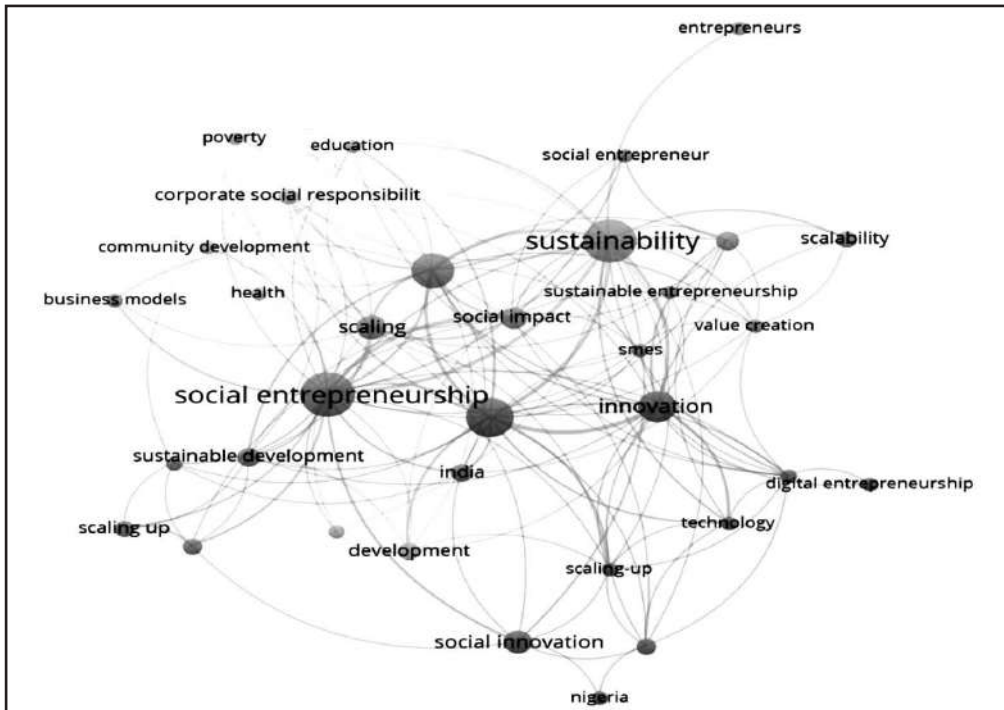 entrepreneurs
poverty
education
social entrepreneur
corporate social responsibilit
sustainability
scalability
community development
business models
health
sustainable entrepreneurship
scaling
social impact
value creation
smes
social entrepreneurship
innovation
sustainable development
india
digital entrepreneurship
scaling up
technology
development
scaling-up
social innovation
nigeria